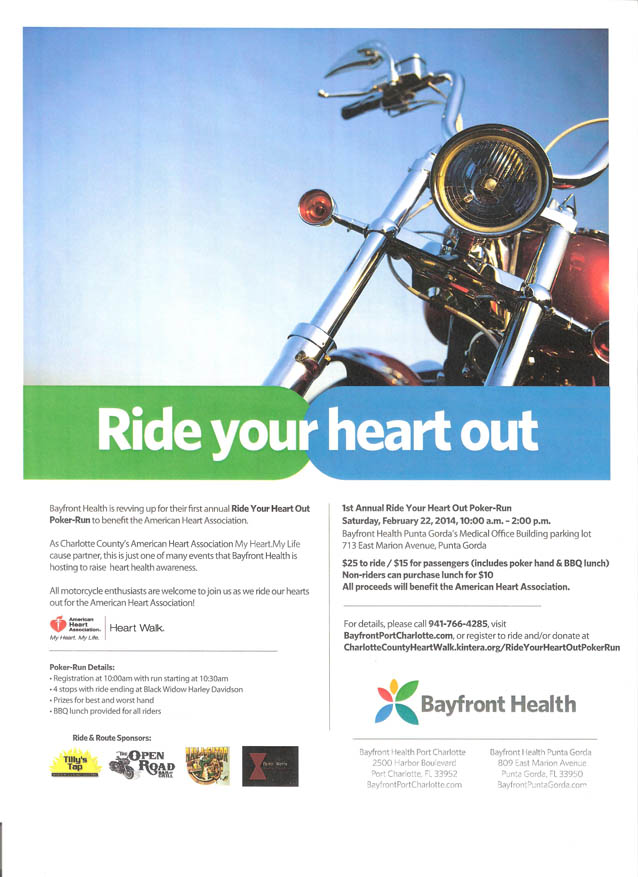 Ride your heart out
Bayfront Health is revving up for their first annual Ride Your Heart Out
Poker-Run to benefit the American Heart Association.
As Charlotte County's American Heart Association My Heart.My Life
cause partner, this is just one of many events that Bayfront Health is
hosting to raise heart health awareness.
All motorcycle enthusiasts are welcome to join us as we ride our hearts
out for the American Heart Association!
American
Heart
Association®
My Heart. My Life.
Heart Walk.
Poker-Run Details:
• Registration at 10:00am with run starting at 10:30am
• 4 stops with ride ending at Black Widow Harley Davidson
• Prizes for best and worst hand
• BBQ lunch provided for all riders
Ride & Route Sponsors:
Tilly's
Tap
The
OPEN
ROAD
1st Annual Ride Your Heart Out Poker-Run
Saturday, February 22, 2014, 10:00 a.m. – 2:00 p.m.
Bayfront Health Punta Gorda's Medical Office Building parking lot
713 East Marion Avenue, Punta Gorda
$25 to ride / $15 for passengers (includes poker hand & BBQ lunch)
Non-riders can purchase lunch for $10
All proceeds will benefit the American Heart Association.
For details, please call 941-766-4285, visit
BayfrontPortCharlotte.com, or register to ride and/or donate at
CharlotteCountyHeartWalk.kintera.org/RideYourHeartOutPokerRun
Bayfront Health
Bayfront Health Port Charlotte
2500 Harbor Boulevard
Port Charlotte, FL 33952
BayfrontPortCharlotte.com
Bayfront Health Punta Gorda
809 East Marion Avenue
Punta Gorda, FL 33950
BayfrontPuntaGorda.com